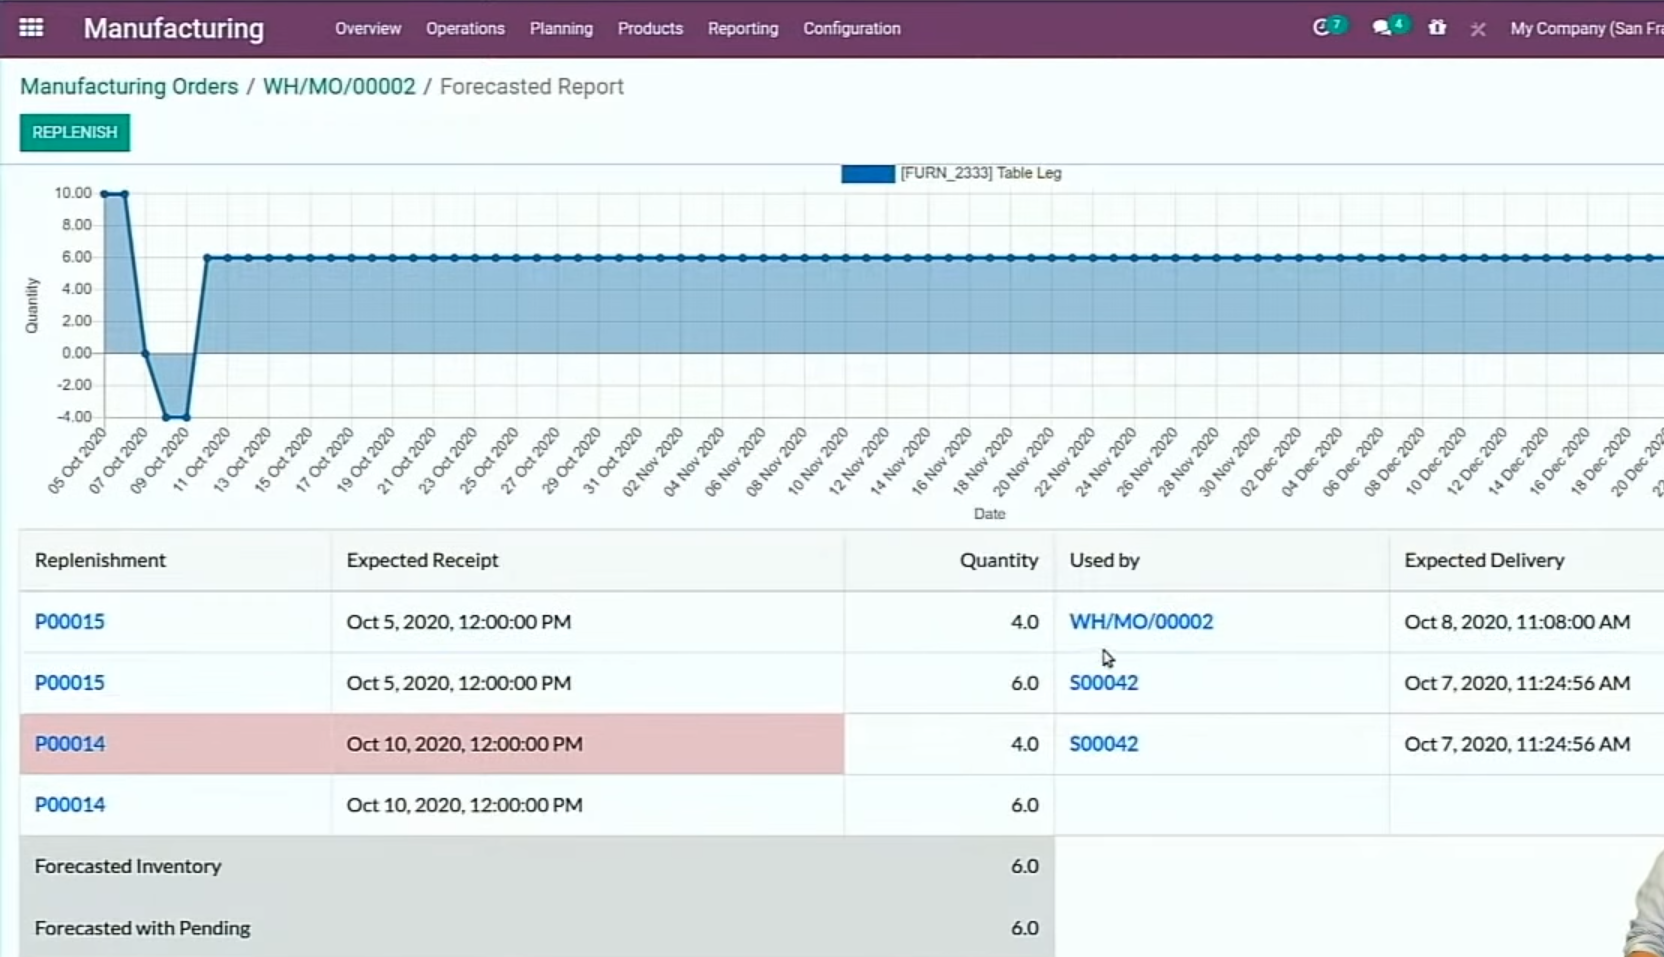 Manufacturing Overview Operations Planning Products Reporting Configuration 7 4 My Company (San Fra
Manufacturing Orders / WH/MO/00002 / Forecasted Report
REPLENISH
[FURN_2333] Table Leg
10.00
8.00
6.00
4.00
2.00
0.00
-2.00
-4.00
Quantity
05 Oct 2020 07 Oct 2020 09 Oct 2020 11 Oct 2020 13 Oct 2020 15 Oct 2020 17 Oct 2020 19 Oct 2020 21 Oct 2020 23 Oct 2020 25 Oct 2020 27 Oct 2020 29 Oct 2020 31 Oct 2020 02 Nov 2020 04 Nov 2020 06 Nov 2020 08 Nov 2020 10 Nov 2020 12 Nov 2020 14 Nov 2020 16 Nov 2020 18 Nov 2020 20 Nov 2020 22 Nov 2020 24 Nov 2020 26 Nov 2020 28 Nov 2020 30 Nov 2020 02 Dec 2020 04 Dec 2020 06 Dec 2020 08 Dec 2020 10 Dec 2020 12 Dec 2020 14 Dec 2020 16 Dec 2020 18 Dec 2020 20 Dec 2020
Date
Replenishment Expected Receipt Quantity Used by Expected Delivery
P00015 Oct 5, 2020, 12:00:00 PM 4.0 WH/MO/00002 Oct 8, 2020, 11:08:00 AM
P00015 Oct 5, 2020, 12:00:00 PM 6.0 S00042 Oct 7, 2020, 11:24:56 AM
P00014 Oct 10, 2020, 12:00:00 PM 4.0 S00042 Oct 7, 2020, 11:24:56 AM
P00014 Oct 10, 2020, 12:00:00 PM 6.0
Forecasted Inventory 6.0
Forecasted with Pending 6.0